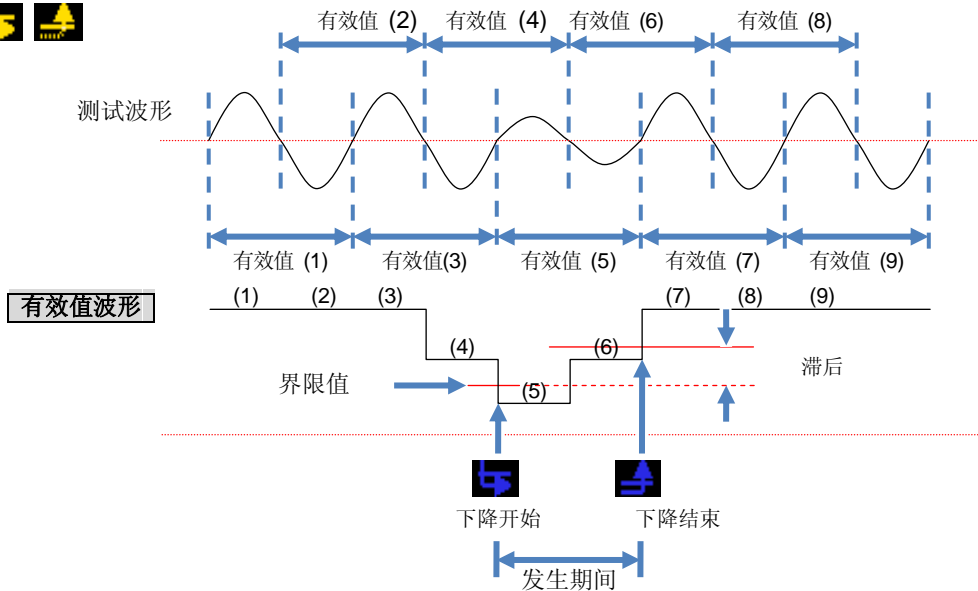 有效值 (2) 有效值 (4) 有效值 (6) 有效值 (8)
测试波形
有效值 (1) 有效值(3) 有效值 (5) 有效值 (7) 有效值 (9)
有效值波形
(1) (2) (3) (7) (8) (9)
(4) (6)
滞后
界限值
(5)
下降开始 下降结束
发生期间